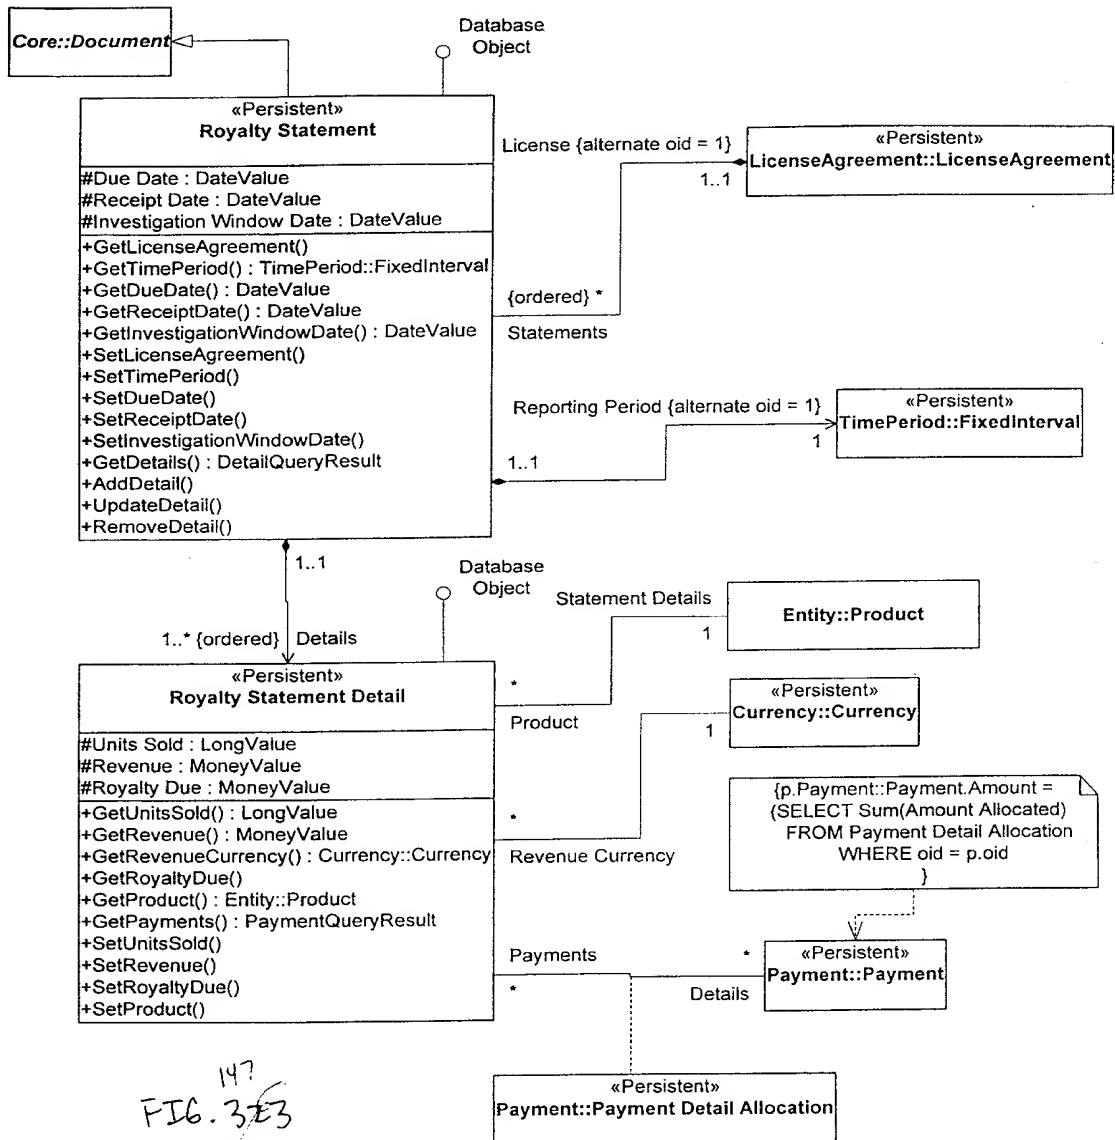 Core::Document
Database
Object
«Persistent»
Royalty Statement
#Due Date : DateValue
#Receipt Date : DateValue
#Investigation Window Date : DateValue
+GetLicenseAgreement()
+GetTimePeriod() : TimePeriod::FixedInterval
+GetDueDate() : DateValue
+GetReceiptDate() : DateValue
+GetInvestigationWindowDate() : DateValue
+SetLicenseAgreement()
+SetTimePeriod()
+SetDueDate()
+SetReceiptDate()
+SetInvestigationWindowDate()
+GetDetails() : DetailQueryResult
+AddDetail()
+UpdateDetail()
+RemoveDetail()
License {alternate oid = 1}
1..1
«Persistent»
LicenseAgreement::LicenseAgreement
{ordered} *
Statements
Reporting Period {alternate oid = 1}
1
1..1
«Persistent»
TimePeriod::FixedInterval
1..1
1..* {ordered}
Details
Database
Object
«Persistent»
Royalty Statement Detail
#Units Sold : LongValue
#Revenue : MoneyValue
#Royalty Due : MoneyValue
+GetUnitsSold() : LongValue
+GetRevenue() : MoneyValue
+GetRevenueCurrency() : Currency::Currency
+GetRoyaltyDue()
+GetProduct() : Entity::Product
+GetPayments() : PaymentQueryResult
+SetUnitsSold()
+SetRevenue()
+SetRoyaltyDue()
+SetProduct()
Statement Details
1
*
Product
Entity::Product
1
*
Revenue Currency
«Persistent»
Currency::Currency
{p.Payment::Payment.Amount =
{SELECT Sum(Amount Allocated)
FROM Payment Detail Allocation
WHERE oid = p.oid
}
Payments
*
*
Details
«Persistent»
Payment::Payment
«Persistent»
Payment::Payment Detail Allocation
147
FIG. 3